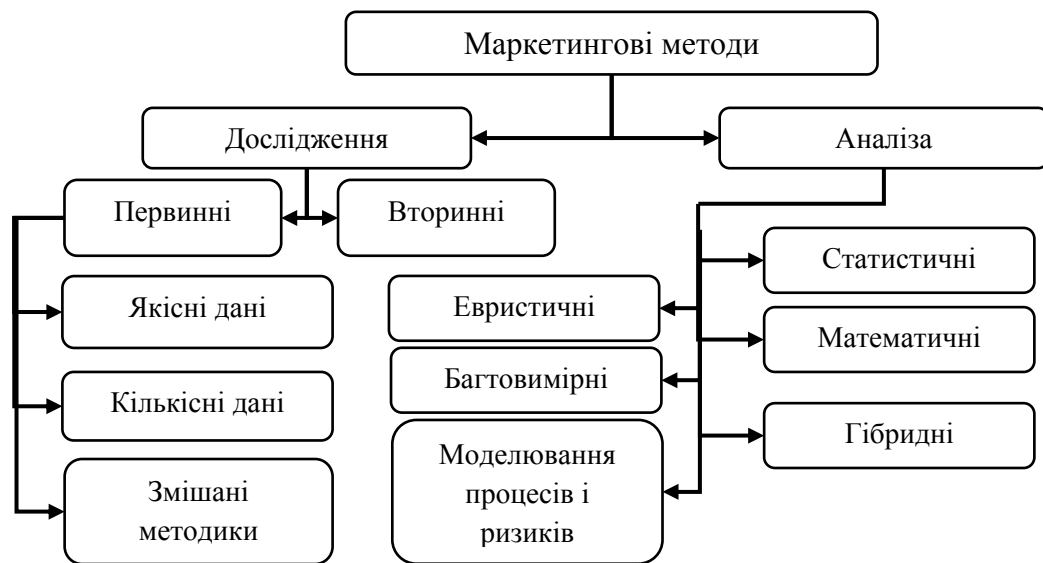 Маркетингові методи
Дослідження
Аналіза
Первинні
Вторинні
Статистичні
Якісні дані
Евристичні
Математичні
Багтовимірні
Кількісні дані
Гібридні
Моделювання
процесів і
ризиків
Змішані
методики